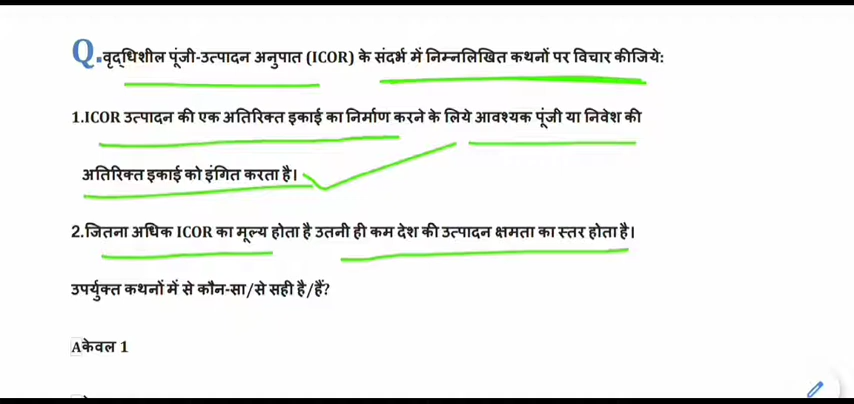 Q.वृद्धिशील पूंजी-उत्पादन अनुपात (ICOR) के संदर्भ में निम्नलिखित कथनों पर विचार कीजिये:
1.ICOR उत्पादन की एक अतिरिक्त इकाई का निर्माण करने के लिये आवश्यक पूंजी या निवेश की
अतिरिक्त इकाई को इंगित करता है।
2.जितना अधिक ICOR का मूल्य होता है उतनी ही कम देश की उत्पादन क्षमता का स्तर होता है।
उपर्युक्त कथनों में से कौन-सा/से सही है/हैं?
Aकेवल 1